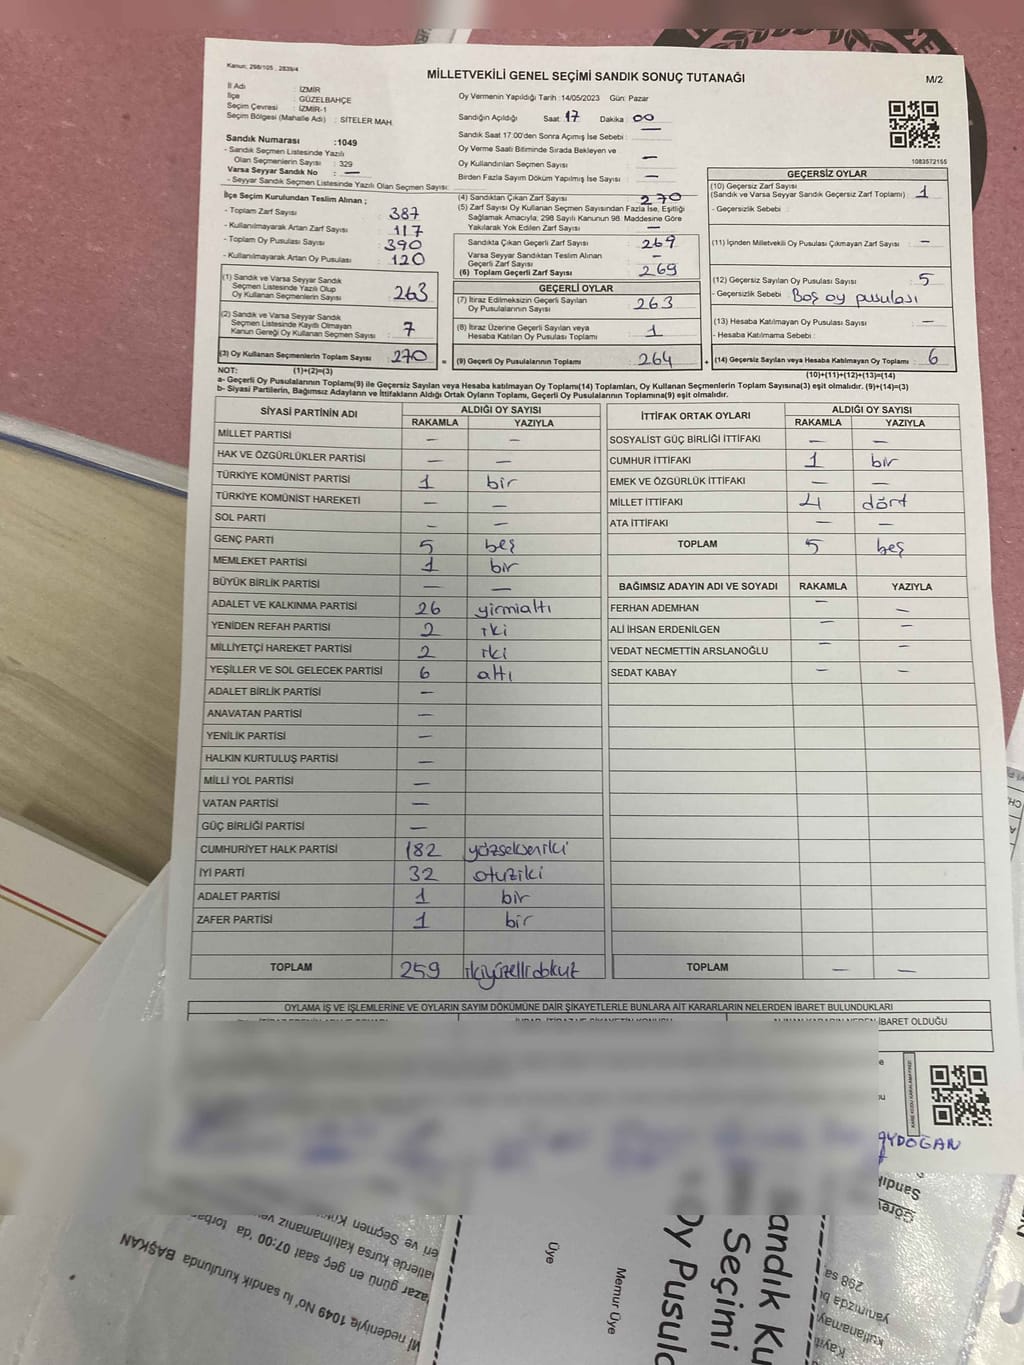 Kanun; 298/105 , 2839/4
MİLLETVEKİLİ GENEL SEÇİMİ SANDIK SONUÇ TUTANAĞI
M/2
İl Adı : İZMİR
İlçe : GÜZELBAHÇE
Seçim Çevresi : İZMİR-1
Seçim Bölgesi (Mahalle Adı) : SİTELER MAH.
Sandık Numarası :1049
- Sandık Seçmen Listesinde Yazılı
Olan Seçmenlerin Sayısı : 329
Varsa Seyyar Sandık No : —
- Seyyar Sandık Seçmen Listesinde Yazılı Olan Seçmen Sayısı:
Oy Vermenin Yapıldığı Tarih :14/05/2023 Gün: Pazar
Sandığın Açıldığı Saat 17 Dakika 00
Sandık Saat 17:00'den Sonra Açımış İse Sebebi : —
Oy Verme Saati Bitiminde Sırada Bekleyen ve
Oy Kullandırılan Seçmen Sayısı : —
Birden Fazla Sayım Döküm Yapılmış İse Sayısı : —
1083572155
İlçe Seçim Kurulundan Teslim Alınan ;
- Toplam Zarf Sayısı : 387
- Kullanılmayarak Artan Zarf Sayısı : 117
- Toplam Oy Pusulası Sayısı : 390
- Kullanılmayarak Artan Oy Pusulası : 120
(1) Sandık ve Varsa Seyyar Sandık
Seçmen Listesinde Yazılı Olup
Oy Kullanan Seçmenlerin Sayısı : 263
(2) Sandık ve Varsa Seyyar Sandık
Seçmen Listesinde Kayıtlı Olmayan
Kanun Gereği Oy Kullanan Seçmen Sayısı : 7
(3) Oy Kullanan Seçmenlerin Toplam Sayısı : 270 =
(4) Sandıktan Çıkan Zarf Sayısı : 270
(5) Zarf Sayısı Oy Kullanan Seçmen Sayısından Fazla İse, Eşitliği
Sağlamak Amacıyla, 298 Sayılı Kanunun 98. Maddesine Göre
Yakılarak Yok Edilen Zarf Sayısı : —
Sandıkta Çıkan Geçerli Zarf Sayısı : 269
Varsa Seyyar Sandıktan Teslim Alınan
Geçerli Zarf Sayısı : —
(6) Toplam Geçerli Zarf Sayısı : 269
GEÇERLİ OYLAR
(7) İtiraz Edilmeksizin Geçerli Sayılan
Oy Pusulalarının Sayısı : 263
(8) İtiraz Üzerine Geçerli Sayılan veya
Hesaba Katılan Oy Pusulası Toplamı : 1
(9) Geçerli Oy Pusulalarının Toplamı : 264 +
GEÇERSİZ OYLAR
(10) Geçersiz Zarf Sayısı
(Sandık ve Varsa Seyyar Sandık Geçersiz Zarf Toplamı) : 1
- Geçersizlik Sebebi :
(11) İçinden Milletvekili Oy Pusulası Çıkmayan Zarf Sayısı : —
(12) Geçersiz Sayılan Oy Pusulası Sayısı : 5
- Geçersizlik Sebebi : Boş oy pusulası
(13) Hesaba Katılmayan Oy Pusulası Sayısı : —
- Hesaba Katılmama Sebebi :
(14) Geçersiz Sayılan veya Hesaba Katılmayan Oy Toplamı : 6
NOT: (1)+(2)=(3)
(10)+(11)+(12)+(13)=(14)
a- Geçerli Oy Pusulalarının Toplamı(9) ile Geçersiz Sayılan veya Hesaba katılmayan Oy Toplamı(14) Toplamları, Oy Kullanan Seçmenlerin Toplam Sayısına(3) eşit olmalıdır. (9)+(14)=(3)
b- Siyasi Partilerin, Bağımsız Adayların ve İttifakların Aldığı Ortak Oyların Toplamı, Geçerli Oy Pusulalarının Toplamına(9) eşit olmalıdır.
SİYASİ PARTİNİN ADI ALDIĞI OY SAYISI
RAKAMLA YAZIYLA
MİLLET PARTİSİ — —
HAK VE ÖZGÜRLÜKLER PARTİSİ — —
TÜRKİYE KOMÜNİST PARTİSİ 1 bir
TÜRKİYE KOMÜNİST HAREKETİ — —
SOL PARTİ — —
GENÇ PARTİ 5 beş
MEMLEKET PARTİSİ 1 bir
BÜYÜK BİRLİK PARTİSİ — —
ADALET VE KALKINMA PARTİSİ 26 yirmialtı
YENİDEN REFAH PARTİSİ 2 iki
MİLLİYETÇİ HAREKET PARTİSİ 2 iki
YEŞİLLER VE SOL GELECEK PARTİSİ 6 altı
ADALET BİRLİK PARTİSİ —
ANAVATAN PARTİSİ —
YENİLİK PARTİSİ —
HALKIN KURTULUŞ PARTİSİ —
MİLLİ YOL PARTİSİ —
VATAN PARTİSİ —
GÜÇ BİRLİĞİ PARTİSİ —
CUMHURİYET HALK PARTİSİ 182 yüzsekseniki
İYİ PARTİ 32 otuziki
ADALET PARTİSİ 1 bir
ZAFER PARTİSİ 1 bir
TOPLAM 259 ikiyüzellidokuz
İTTİFAK ORTAK OYLARI ALDIĞI OY SAYISI
RAKAMLA YAZIYLA
SOSYALİST GÜÇ BİRLİĞİ İTTİFAKI — —
CUMHUR İTTİFAKI 1 bir
EMEK VE ÖZGÜRLÜK İTTİFAKI — —
MİLLET İTTİFAKI 4 dört
ATA İTTİFAKI — —
TOPLAM 5 beş
BAĞIMSIZ ADAYIN ADI VE SOYADI RAKAMLA YAZIYLA
FERHAN ADEMHAN — —
ALİ İHSAN ERDENİLGEN — —
VEDAT NECMETTİN ARSLANOĞLU — —
SEDAT KABAY — —
TOPLAM — —
OYLAMA İŞ VE İŞLEMLERİNE VE OYLARIN SAYIM DÖKÜMÜNE DAİR ŞİKAYETLERLE BUNLARA AİT KARARLARIN NELERDEN İBARET BULUNDUKLARI
İBARET OLDUĞU
AYDOĞAN
Mİ nedeniyle 1049 No'lu sandık kurulunda BAŞKAN
azar günü en geç saat 07:00 'da
Üye
Memur Üye
andık Ku
Seçimi
Oy Pusula
Sandık
298 sa
yanınızda b
kullanamay
Kayıt